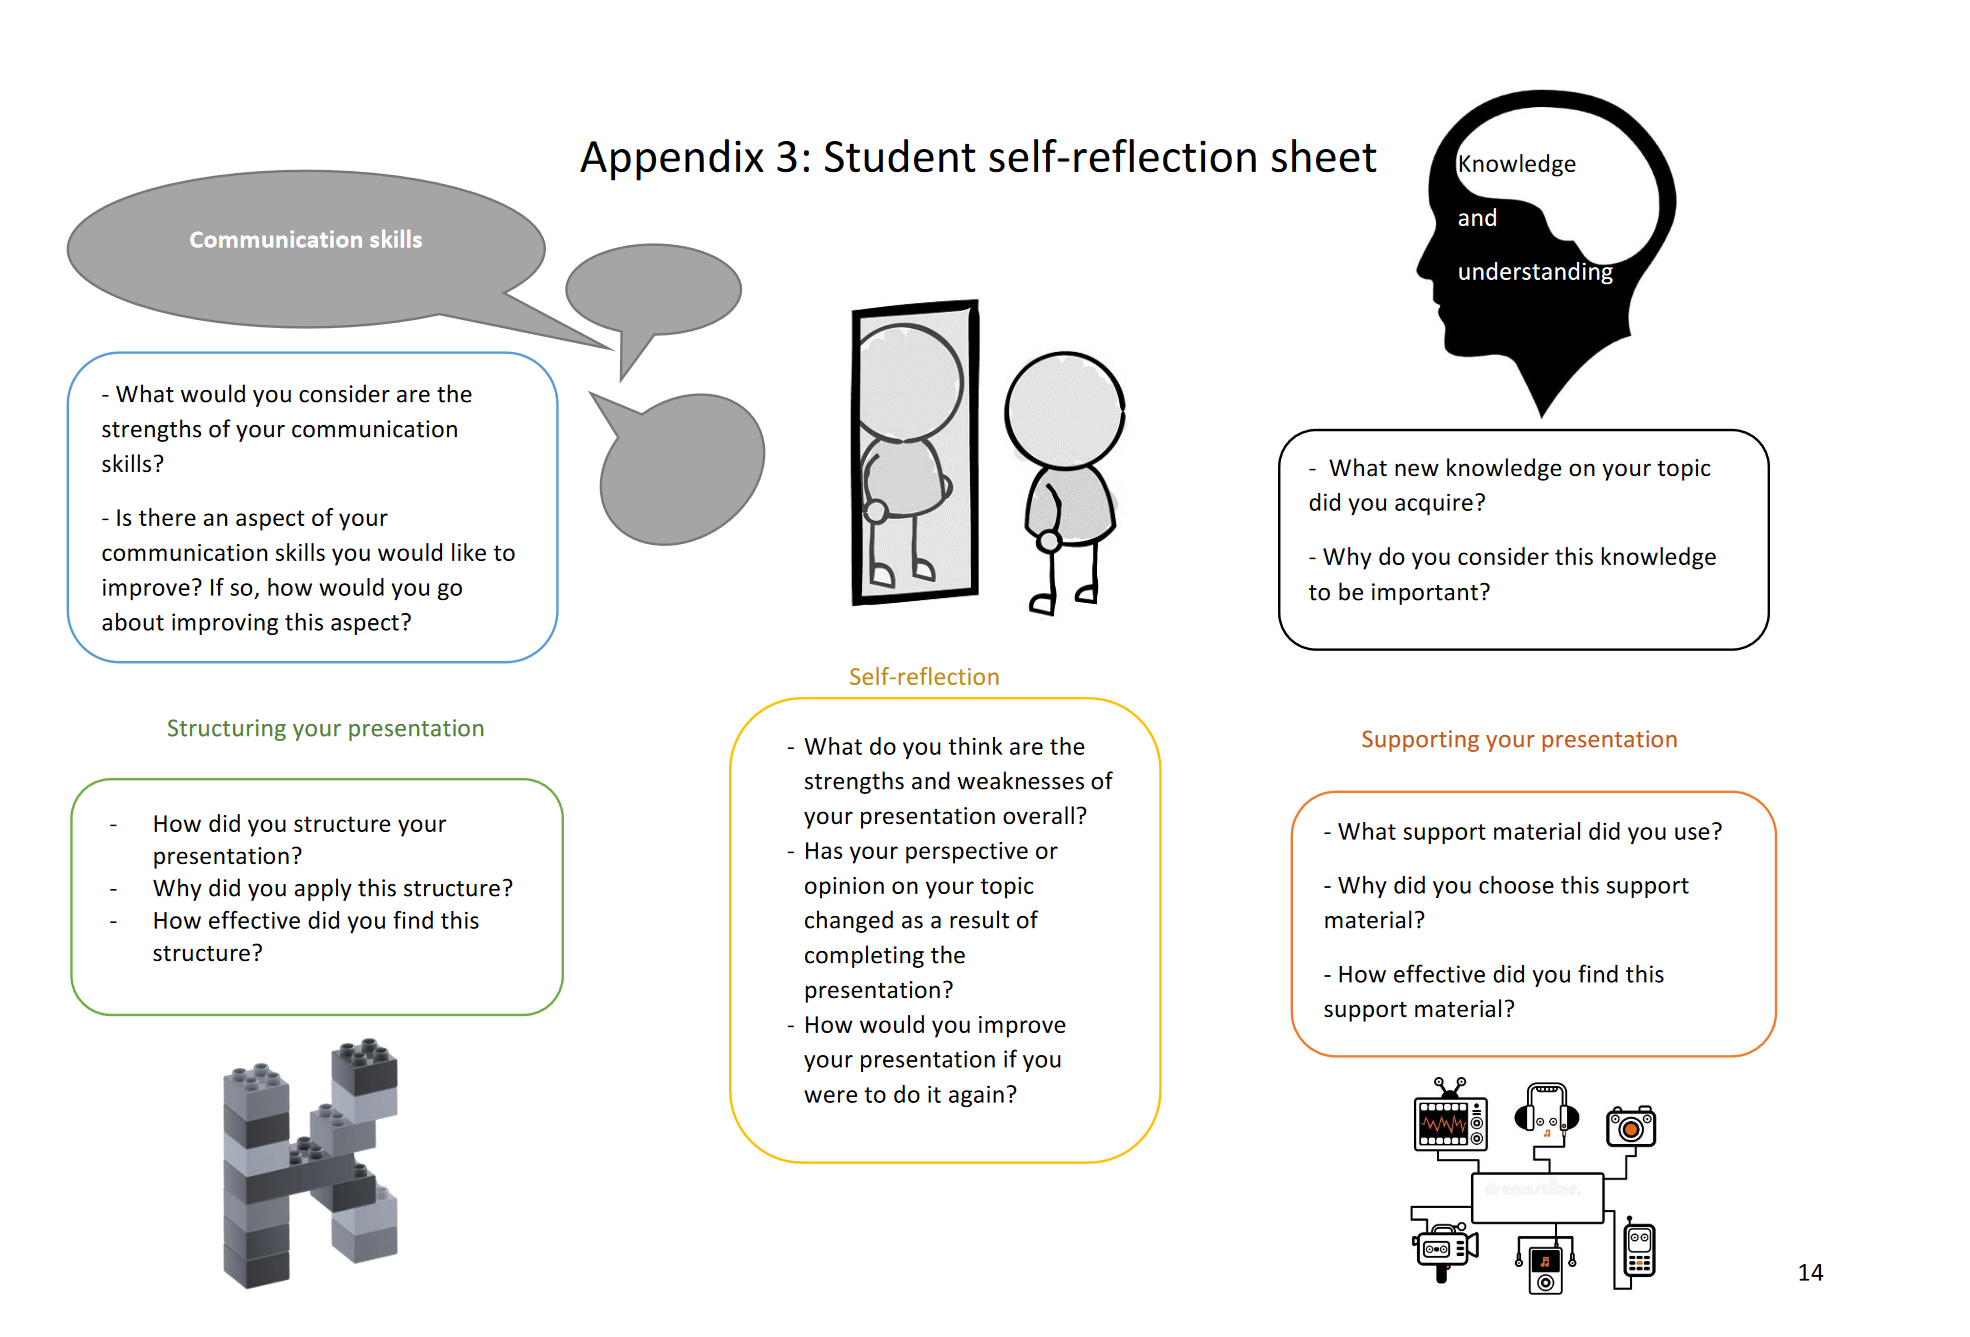 Appendix 3: Student self-reflection sheet
Communication skills
- What would you consider are the
strengths of your communication
skills?
- Is there an aspect of your
communication skills you would like to
improve? If so, how would you go
about improving this aspect?
Knowledge
and
understanding
- What new knowledge on your topic
did you acquire?
- Why do you consider this knowledge
to be important?
Structuring your presentation
- How did you structure your
presentation?
- Why did you apply this structure?
- How effective did you find this
structure?
Self-reflection
- What do you think are the
strengths and weaknesses of
your presentation overall?
- Has your perspective or
opinion on your topic
changed as a result of
completing the
presentation?
- How would you improve
your presentation if you
were to do it again?
Supporting your presentation
- What support material did you use?
- Why did you choose this support
material?
- How effective did you find this
support material?
dreamstime.
14